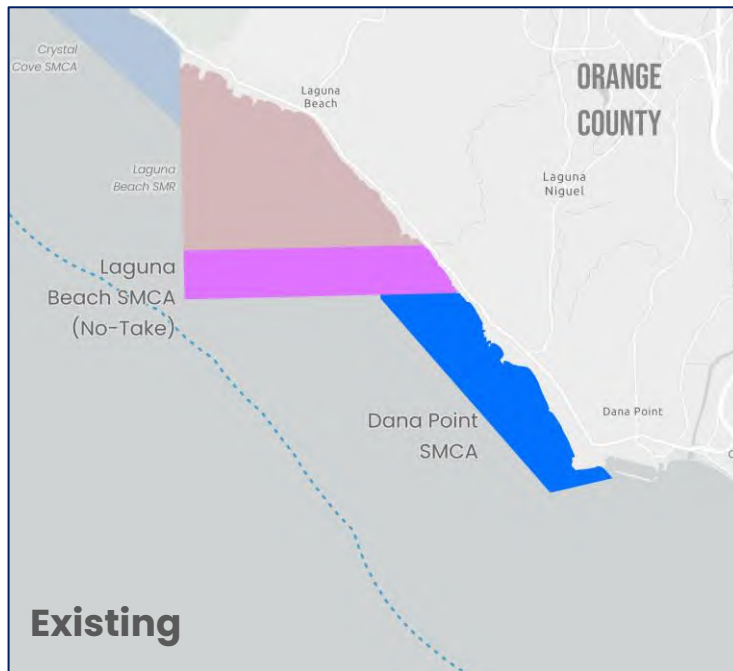 Crystal
Cove SMCA
ORANGE
COUNTY
Laguna
Beach
Laguna
Beach SMR
Laguna
Niguel
Laguna
Beach SMCA
(No-Take)
Dana Point
SMCA
Dana Point
Existing